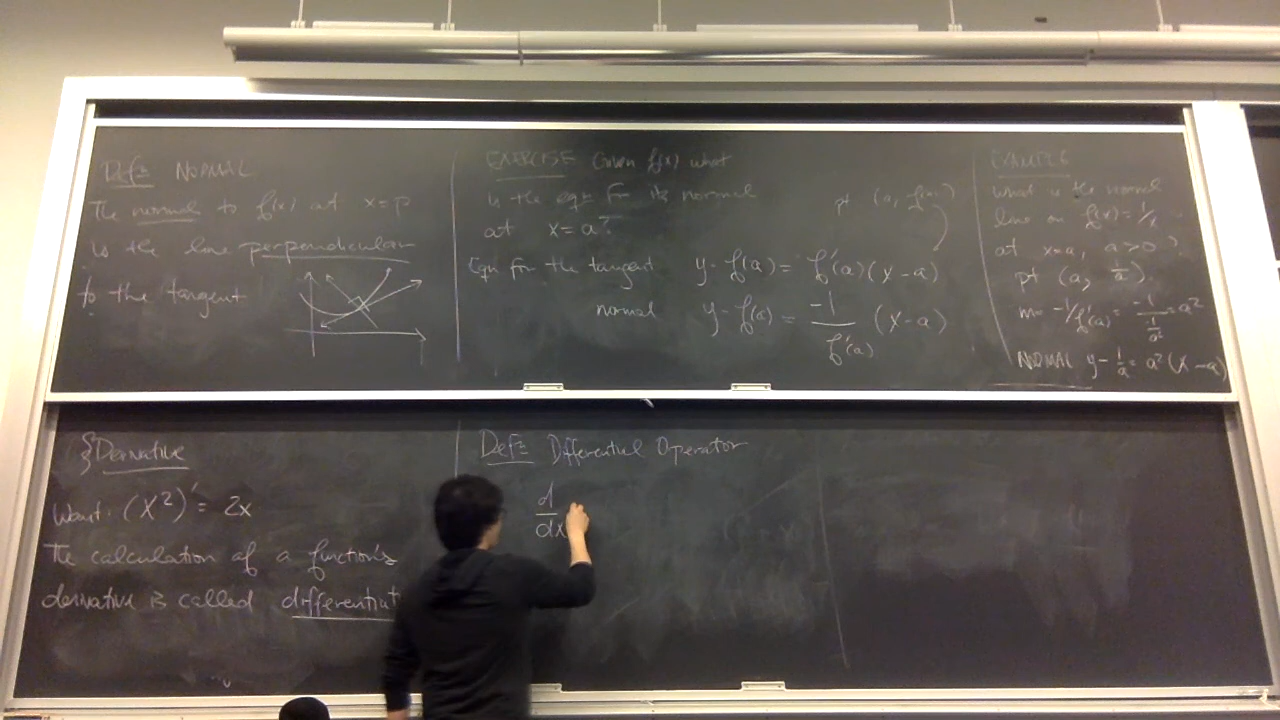 Def= NORMAL
The normal to f(x) at x=p
is the line perpendicular
to the tangent
EXERCISE Given f(x) what
is the eqn for its normal
at x=a?
pt (a, f(a))
Eqn for the tangent y-f(a) = f'(a)(x-a)
normal y-f(a) = -1/f'(a) (x-a)
EXAMPLE
What is the normal
line on f(x)=1/x
at x=a, a>0?
pt (a, 1/a).
m= -1/f'(a) = -1/(1/a²) = a²
NORMAL y-1/a = a²(x-a)
§Derivative
Want: (x²)' = 2x
The calculation of a function's
derivative is called differentiat
Def= Differential Operator
d/dx